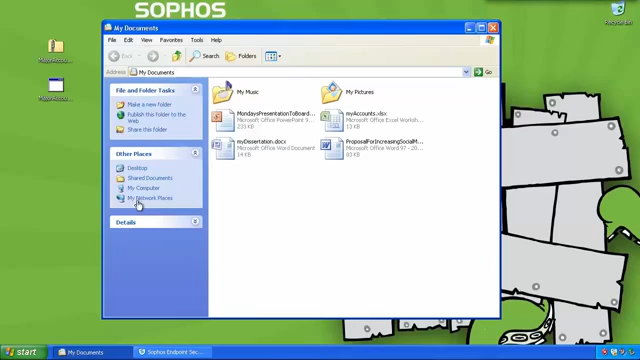 SOPHOS
Recycle Bin
My Documents
File Edit View Favorites Tools Help
Back Search Folders
Address My Documents Go
File and Folder Tasks
Make a new folder
Publish this folder to the
Web
Share this folder
Other Places
Desktop
Shared Documents
My Computer
My Network Places
Details
My Music
My Pictures
MondaysPresentationToBoard...
Microsoft Office PowerPoint 9...
233 KB
myAccounts.xlsx
Microsoft Office Excel Worksh...
13 KB
myDissertation.docx
Microsoft Office Word Document
14 KB
ProposalForIncreasingSocialM...
Microsoft Office Word 97 - 20...
83 KB
start
My Documents
Sophos Endpoint Sec...